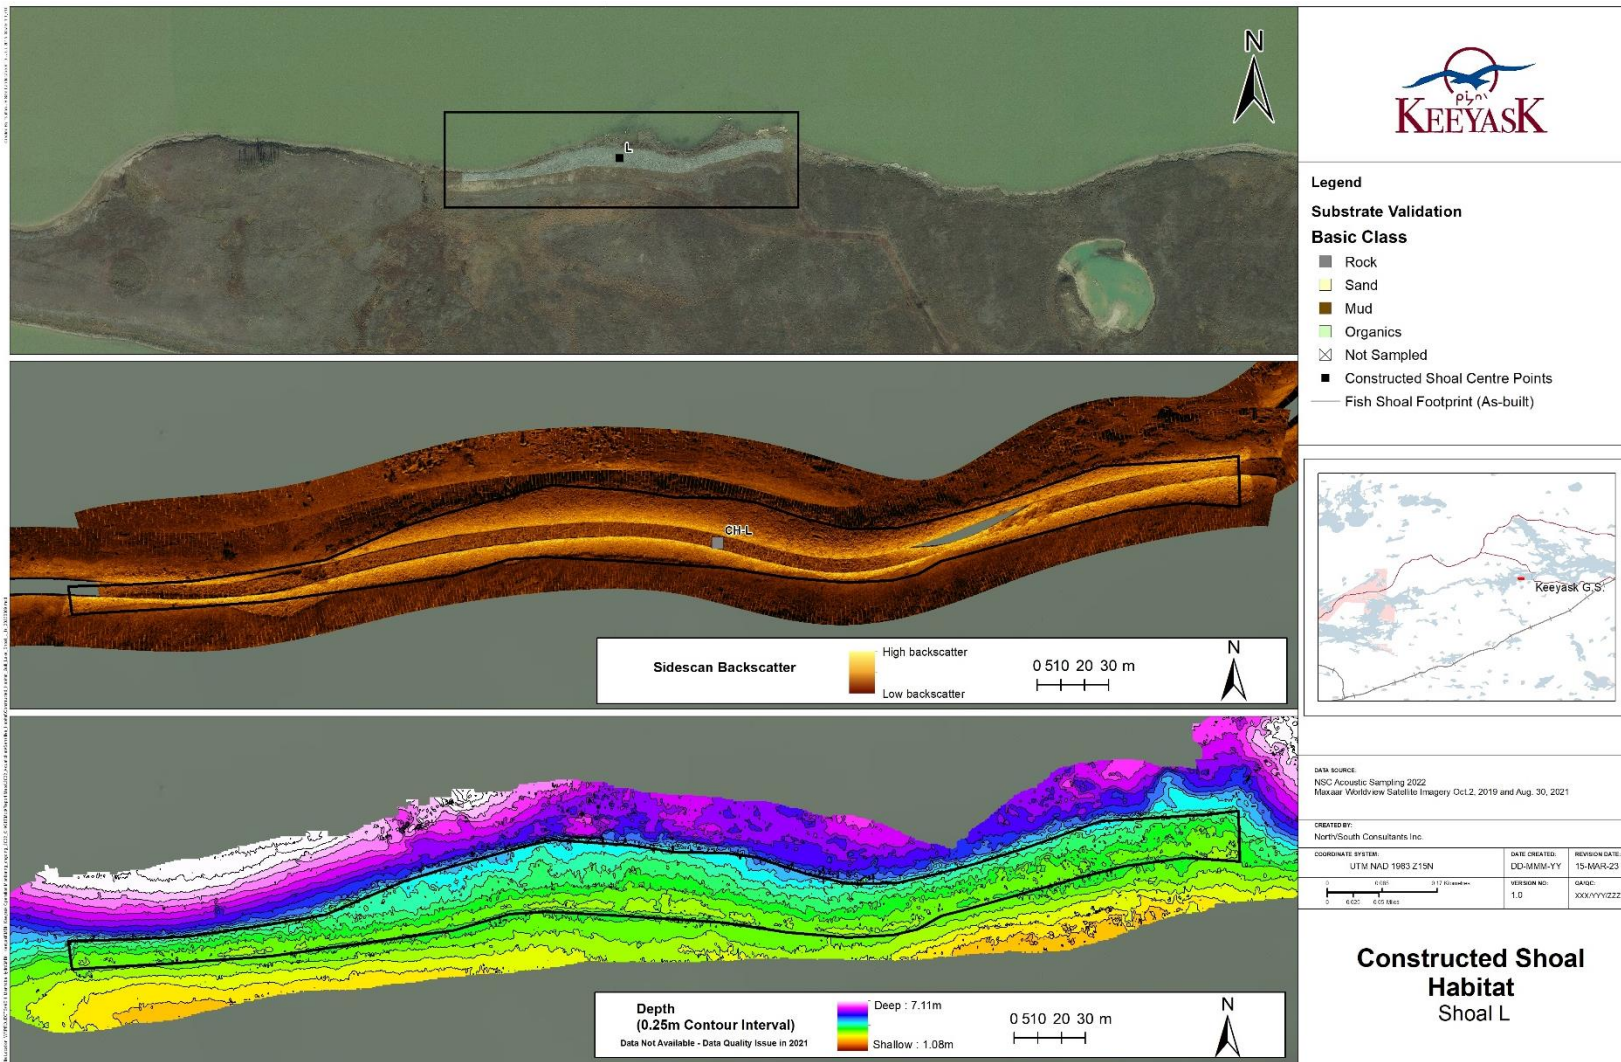 N
L
CH-L
Sidescan Backscatter
High backscatter
Low backscatter
0 510 20 30 m
N
Depth
(0.25m Contour Interval)
Data Not Available - Data Quality Issue in 2021
Deep : 7.11m
Shallow : 1.08m
0 510 20 30 m
N
KEEYASK
Legend
Substrate Validation
Basic Class
Rock
Sand
Mud
Organics
Not Sampled
Constructed Shoal Centre Points
Fish Shoal Footprint (As-built)
Keeyask G.S.
DATA SOURCE:
NSC Acoustic Sampling 2022
Maxaar Worldview Satellite Imagery Oct.2, 2019 and Aug. 30, 2021
CREATED BY:
North/South Consultants Inc.
COORDINATE SYSTEM:
UTM NAD 1983 Z15N
DATE CREATED:
DD-MMM-YY
REVISION DATE:
15-MAR-23
VERSION NO:
1.0
QA/QC:
XXX/YYY/ZZZ
Constructed Shoal
Habitat
Shoal L